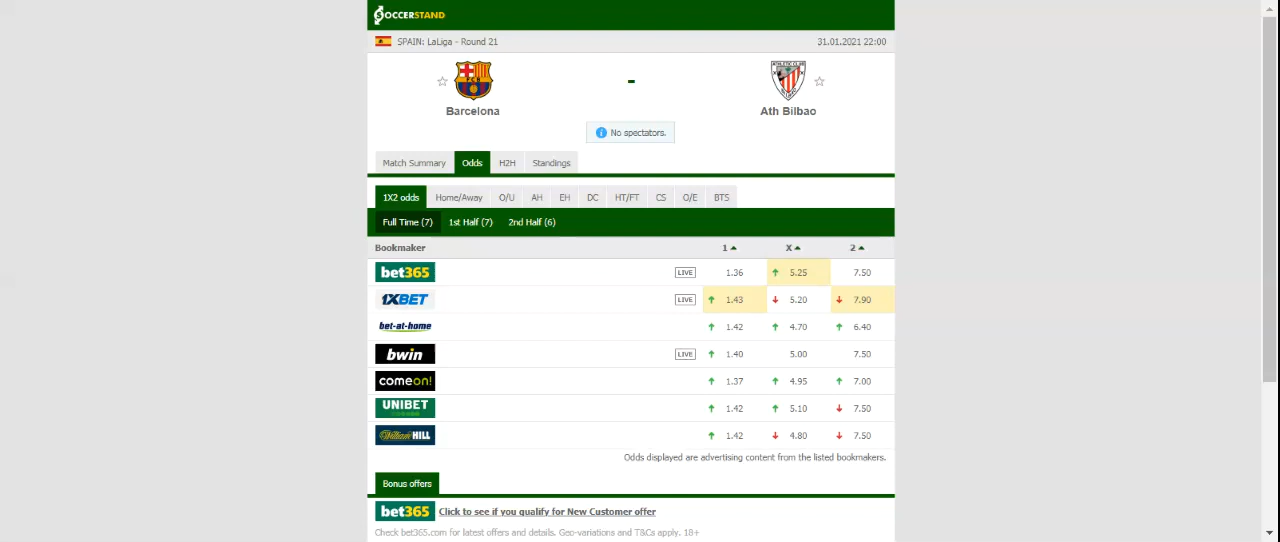 SOCCERSTAND
SPAIN: LaLiga - Round 21 31.01.2021 22:00
Barcelona - Ath Bilbao
No spectators.
Match Summary Odds H2H Standings
1X2 odds Home/Away O/U AH EH DC HT/FT CS O/E BTS
Full Time (7) 1st Half (7) 2nd Half (6)
Bookmaker 1 X 2
bet365 LIVE 1.36 5.25 7.50
1XBET LIVE 1.43 5.20 7.90
bet-at-home 1.42 4.70 6.40
bwin LIVE 1.40 5.00 7.50
comeon! 1.37 4.95 7.00
UNIBET 1.42 5.10 7.50
William HILL 1.42 4.80 7.50
Odds displayed are advertising content from the listed bookmakers.
Bonus offers
bet365 Click to see if you qualify for New Customer offer
Check bet365.com for latest offers and details. Geo-variations and T&Cs apply. 18+